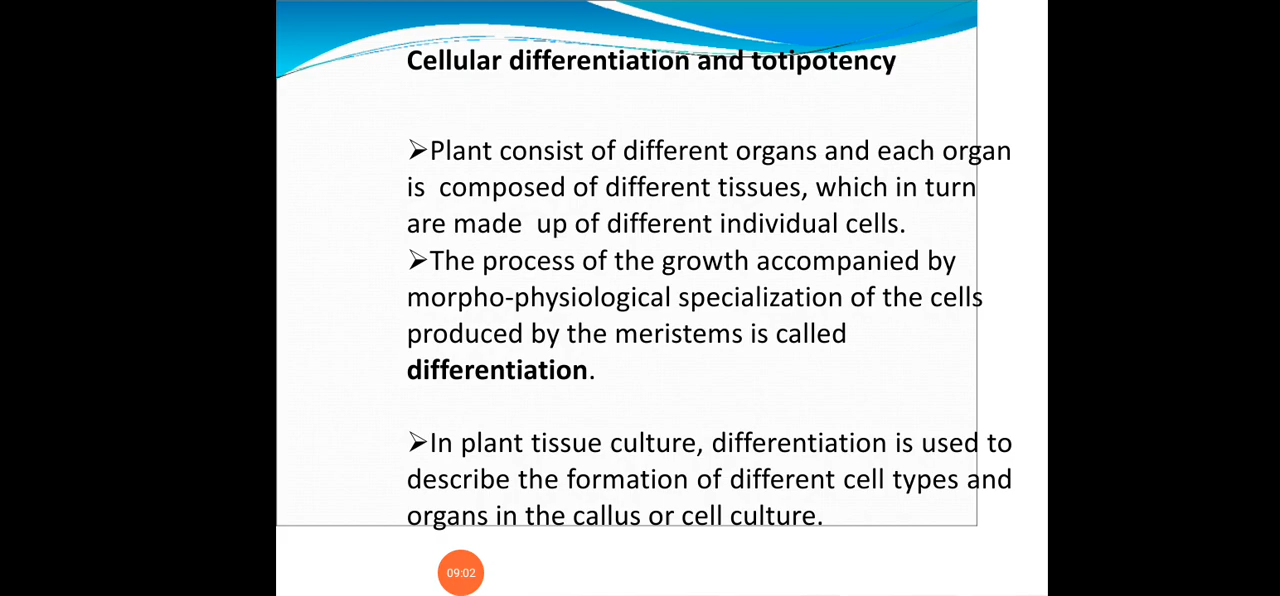 Cellular differentiation and totipotency
➢Plant consist of different organs and each organ
is composed of different tissues, which in turn
are made up of different individual cells.
➢The process of the growth accompanied by
morpho-physiological specialization of the cells
produced by the meristems is called
differentiation.
➢In plant tissue culture, differentiation is used to
describe the formation of different cell types and
organs in the callus or cell culture.
09:02